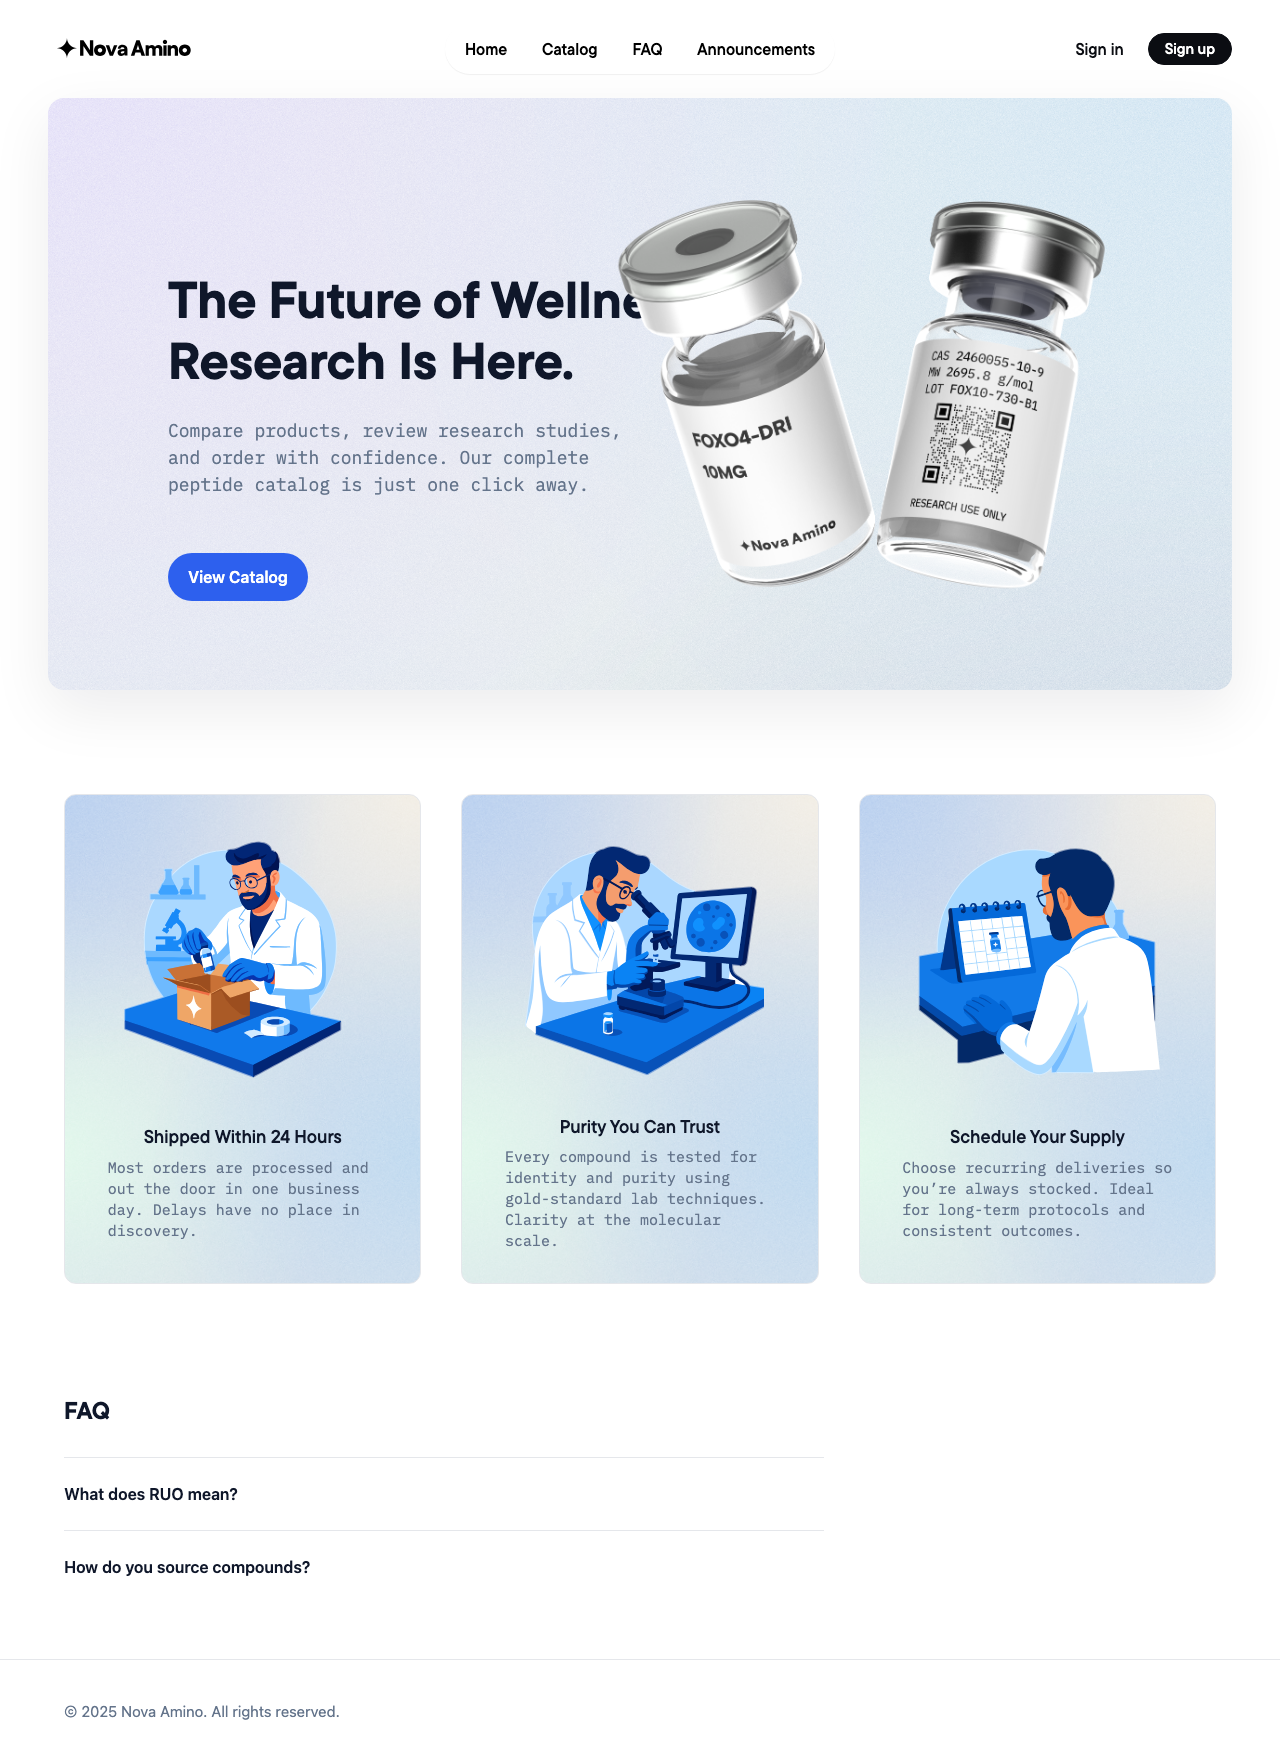 Nova Amino
Home Catalog FAQ Announcements
Sign in Sign up
The Future of Wellne
Research Is Here.
Compare products, review research studies,
and order with confidence. Our complete
peptide catalog is just one click away.
View Catalog
FOXO4-DRI
10MG
Nova Amino
CAS 2460055-10-9
MW 2695.8 g/mol
LOT FOX10-730-B1
RESEARCH USE ONLY
Shipped Within 24 Hours
Most orders are processed and
out the door in one business
day. Delays have no place in
discovery.
Purity You Can Trust
Every compound is tested for
identity and purity using
gold-standard lab techniques.
Clarity at the molecular
scale.
Schedule Your Supply
Choose recurring deliveries so
you’re always stocked. Ideal
for long-term protocols and
consistent outcomes.
FAQ
What does RUO mean?
How do you source compounds?
© 2025 Nova Amino. All rights reserved.